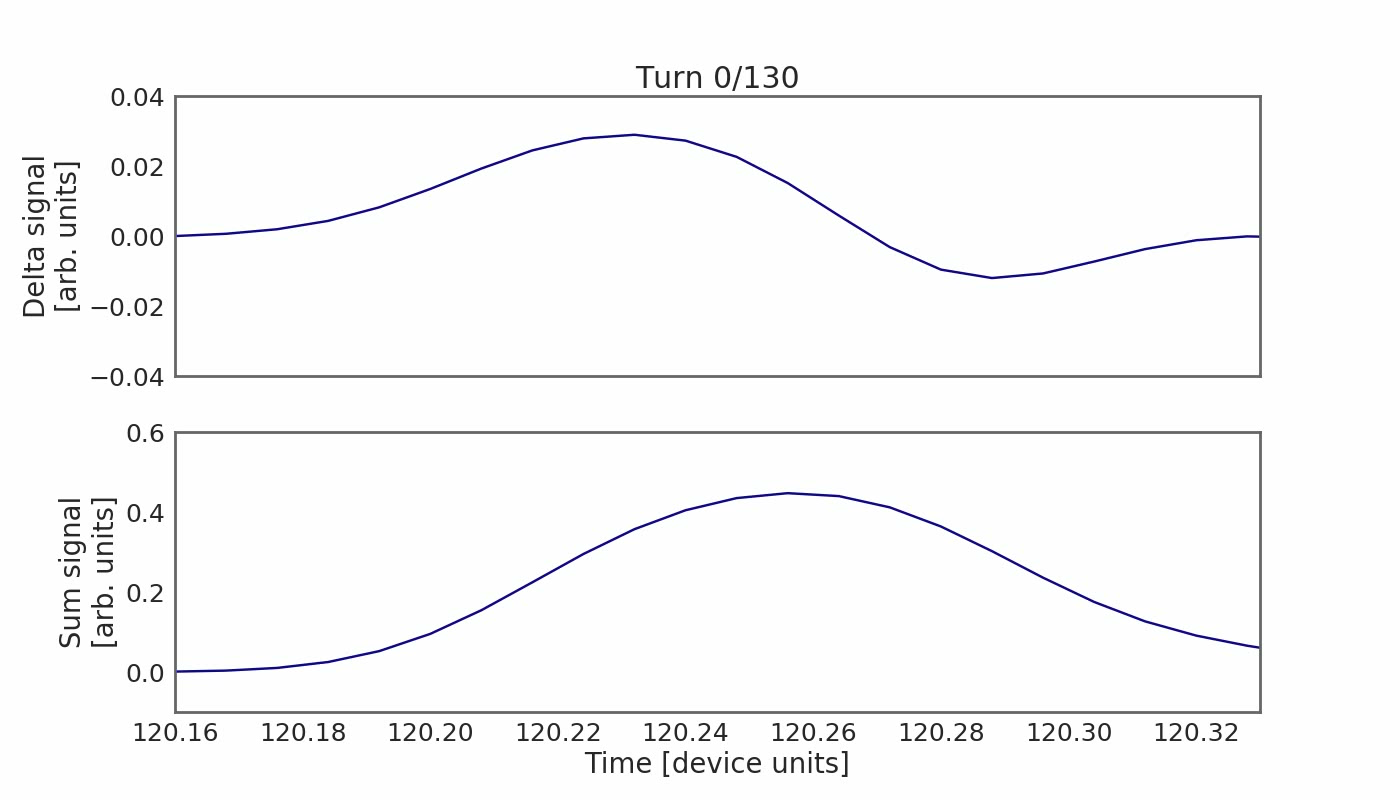 Turn 0/130
0.04
0.02
0.00
−0.02
−0.04
Delta signal
[arb. units]
0.6
0.4
0.2
0.0
Sum signal
[arb. units]
120.16 120.18 120.20 120.22 120.24 120.26 120.28 120.30 120.32
Time [device units]